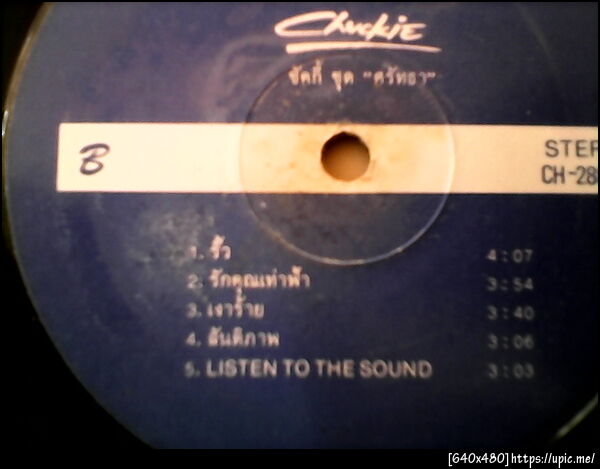 Chuckie
ชัคกี้ ชุด "ศรัทธา"
B
STER
CH-28
1. รั้ว 4:07
2. รักคุณเท่าฟ้า 3:54
3. เงาร้าย 3:40
4. สันติภาพ 3:06
5. LISTEN TO THE SOUND 3:03
[640x480]https://upic.me/